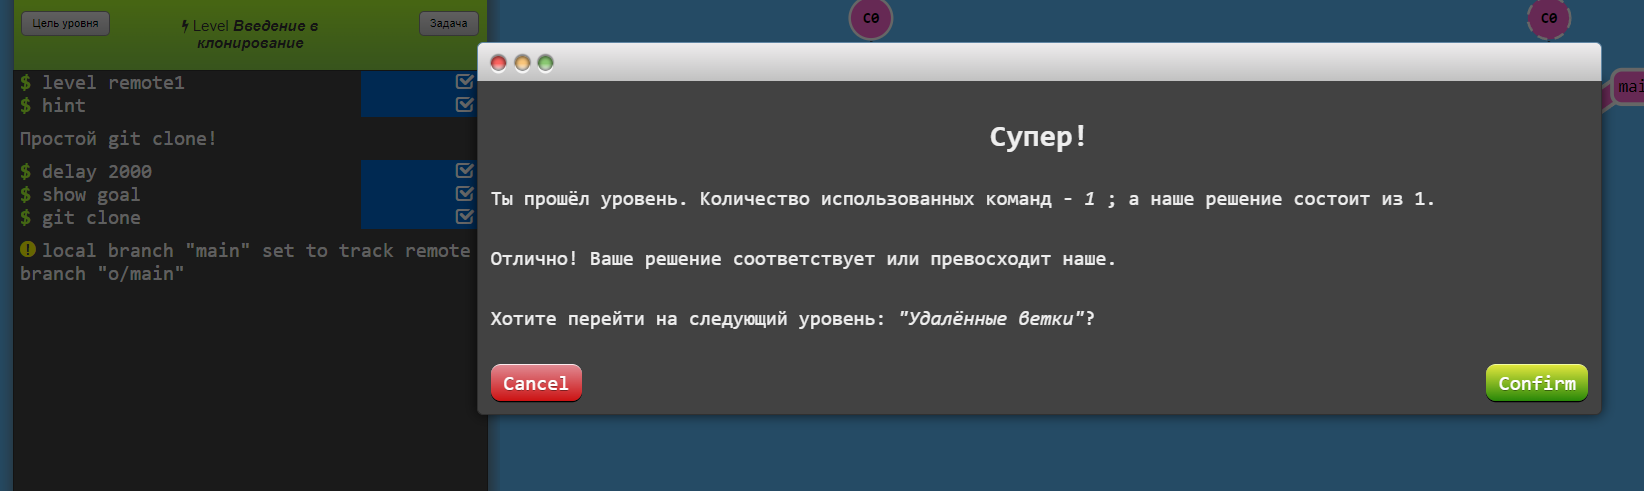 Цель уровня
Level Введение в
клонирование
Задача
C0
C0
$ level remote1
$ hint
Простой git clone!
$ delay 2000
$ show goal
$ git clone
local branch "main" set to track remote
branch "o/main"
mai
Супер!
Ты прошёл уровень. Количество использованных команд - 1 ; а наше решение состоит из 1.
Отлично! Ваше решение соответствует или превосходит наше.
Хотите перейти на следующий уровень: "Удалённые ветки"?
Cancel
Confirm